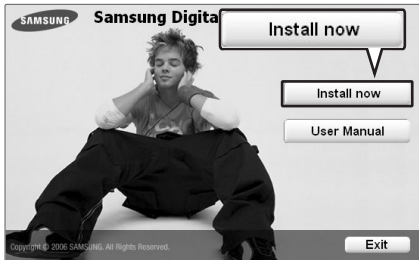 SAMSUNG
Samsung Digita
Install now
Install now
User Manual
Copyright © 2006 SAMSUNG. All Rights Reserved.
Exit